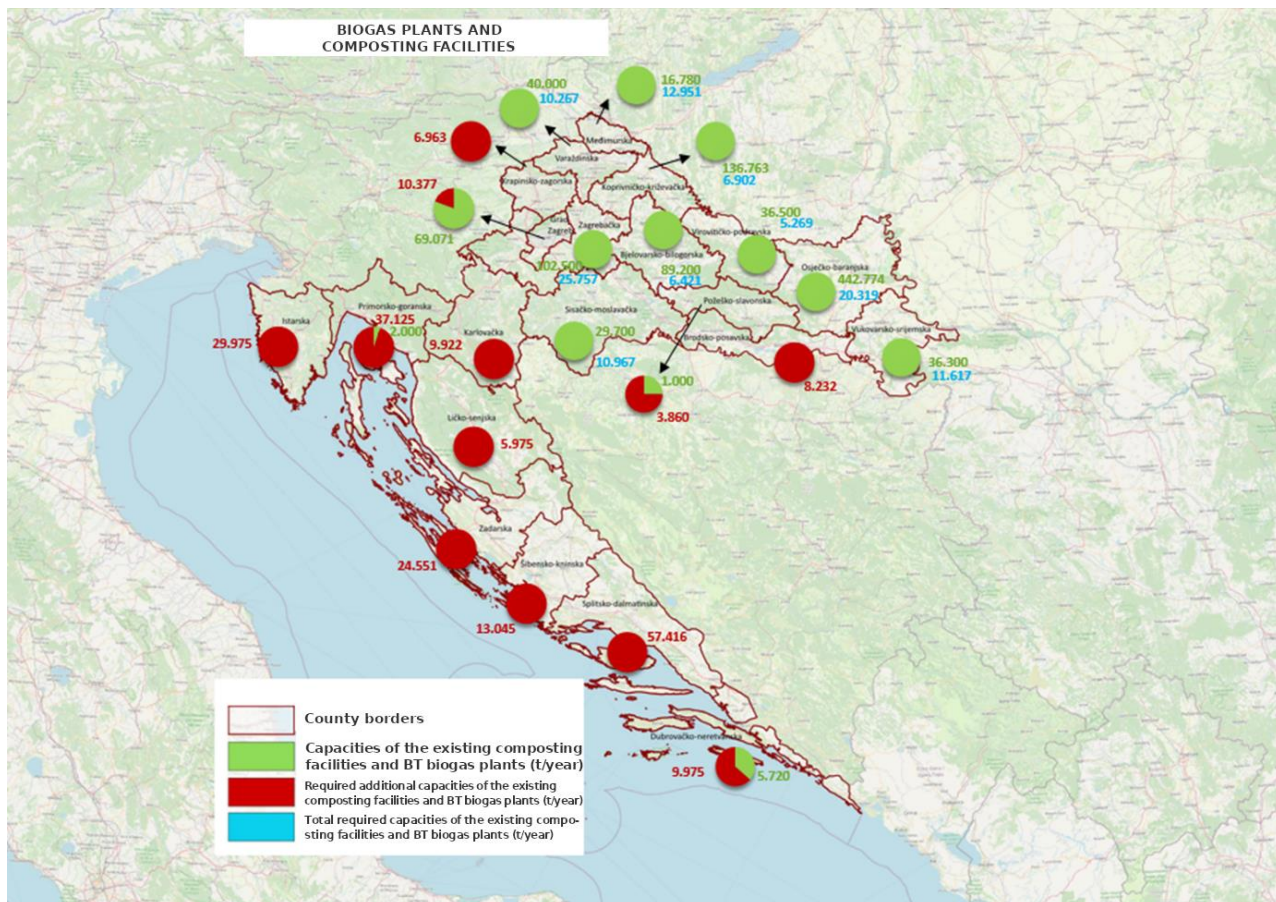 BIOGAS PLANTS AND
COMPOSTING FACILITIES
40.000
10.267
16.780
12.951
6.963
Međimurska
Varaždinska
136.763
6.902
Krapinsko-zagorska
Koprivničko-križevačka
10.377
69.071
Grad
Zagreb
Zagrebačka
36.500
5.269
Virovitičko-podravska
Bjelovarsko-bilogorska
102.500
25.757
89.200
6.421
Osječko-baranjska
442.774
20.319
Primorsko-goranska
Istarska
37.125
2.000
29.975
Karlovačka
9.922
Sisačko-moslavačka
29.700
10.967
Požeško-slavonska
Brodsko-posavska
Vukovarsko-srijemska
36.300
11.617
8.232
1.000
3.860
Ličko-senjska
5.975
Zadarska
24.551
Šibensko-kninska
13.045
Splitsko-dalmatinska
57.416
Dubrovačko-neretvanska
9.975
5.720
County borders
Capacities of the existing composting
facilities and BT biogas plants (t/year)
Required additional capacities of the existing
composting facilities and BT biogas plants (t/year)
Total required capacities of the existing compo-
sting facilities and BT biogas plants (t/year)